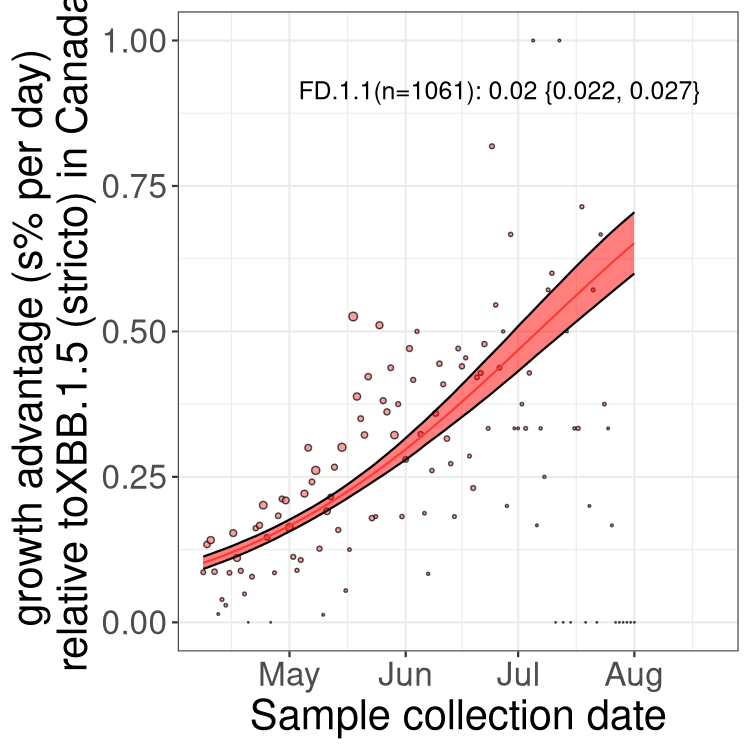 growth advantage (s% per day)
relative toXBB.1.5 (stricto) in Canada
1.00
0.75
0.50
0.25
0.00
FD.1.1(n=1061): 0.02 {0.022, 0.027}
May Jun Jul Aug
Sample collection date